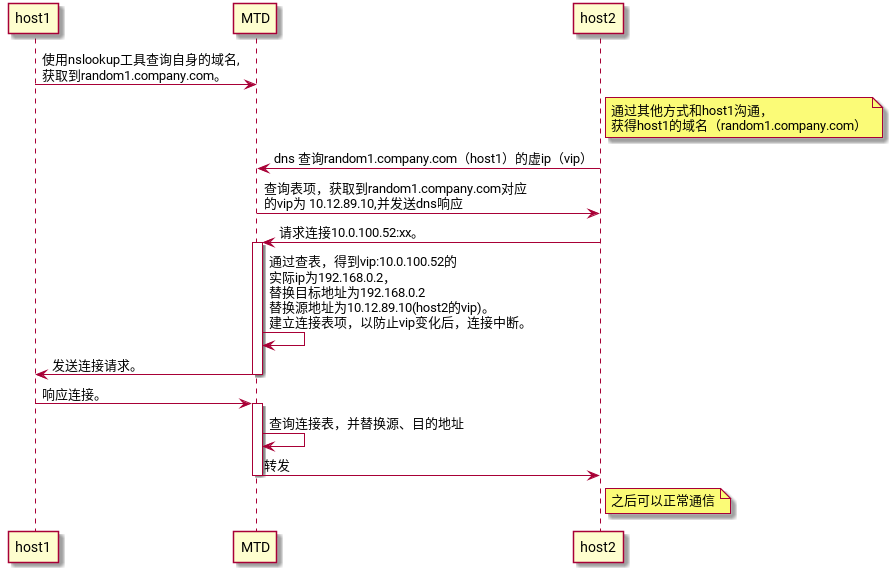 host1
MTD
host2
使用nslookup工具查询自身的域名,
获取到random1.company.com。
通过其他方式和host1沟通，
获得host1的域名（random1.company.com）
dns 查询random1.company.com（host1）的虚ip（vip）
查询表项，获取到random1.company.com对应
的vip为 10.12.89.10,并发送dns响应
请求连接10.0.100.52:xx。
通过查表，得到vip:10.0.100.52的
实际ip为192.168.0.2，
替换目标地址为192.168.0.2
替换源地址为10.12.89.10(host2的vip)。
建立连接表项，以防止vip变化后，连接中断。
发送连接请求。
响应连接。
查询连接表，并替换源、目的地址
转发
之后可以正常通信
host1
MTD
host2